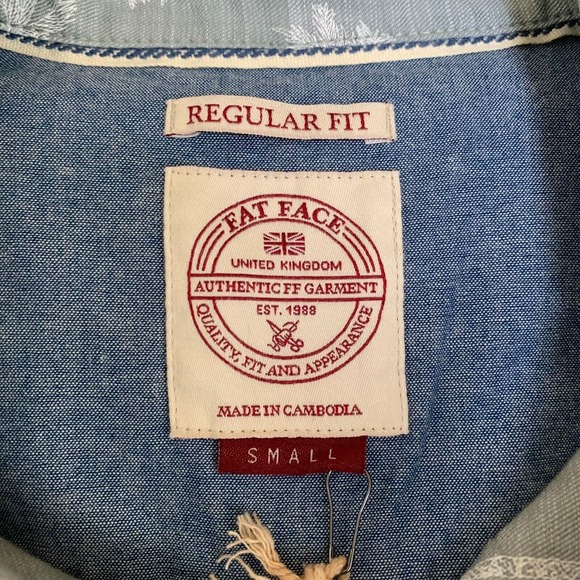 REGULAR FIT
FAT FACE
UNITED KINGDOM
AUTHENTIC FF GARMENT
EST. 1988
QUALITY, FIT AND APPEARANCE
MADE IN CAMBODIA
SMALL